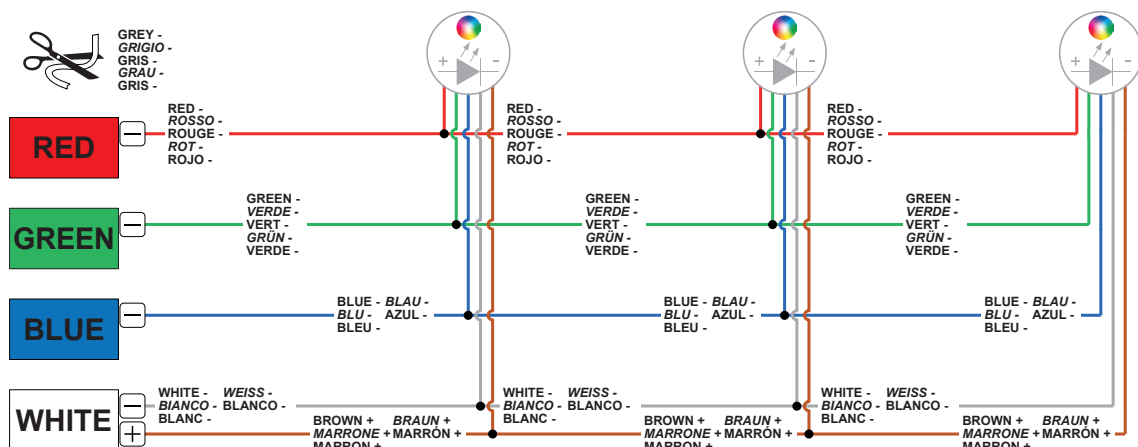 GREY -
GRIGIO -
GRIS -
GRAU -
GRIS -
+ -
+ -
+ -
RED
−
RED -
ROSSO -
ROUGE -
ROT -
ROJO -
RED -
ROSSO -
ROUGE -
ROT -
ROJO -
RED -
ROSSO -
ROUGE -
ROT -
ROJO -
GREEN
−
GREEN -
VERDE -
VERT -
GRÜN -
VERDE -
GREEN -
VERDE -
VERT -
GRÜN -
VERDE -
GREEN -
VERDE -
VERT -
GRÜN -
VERDE -
BLUE
−
BLUE - BLAU -
BLU - AZUL -
BLEU -
BLUE - BLAU -
BLU - AZUL -
BLEU -
BLUE - BLAU -
BLU - AZUL -
BLEU -
WHITE
−
+
WHITE - WEISS -
BIANCO - BLANCO -
BLANC -
WHITE - WEISS -
BIANCO - BLANCO -
BLANC -
WHITE - WEISS -
BIANCO - BLANCO -
BLANC -
BROWN + BRAUN +
MARRONE + MARRÓN +
MARRON +
BROWN + BRAUN +
MARRONE + MARRÓN +
MARRON +
BROWN + BRAUN +
MARRONE + MARRÓN +
MARRON +